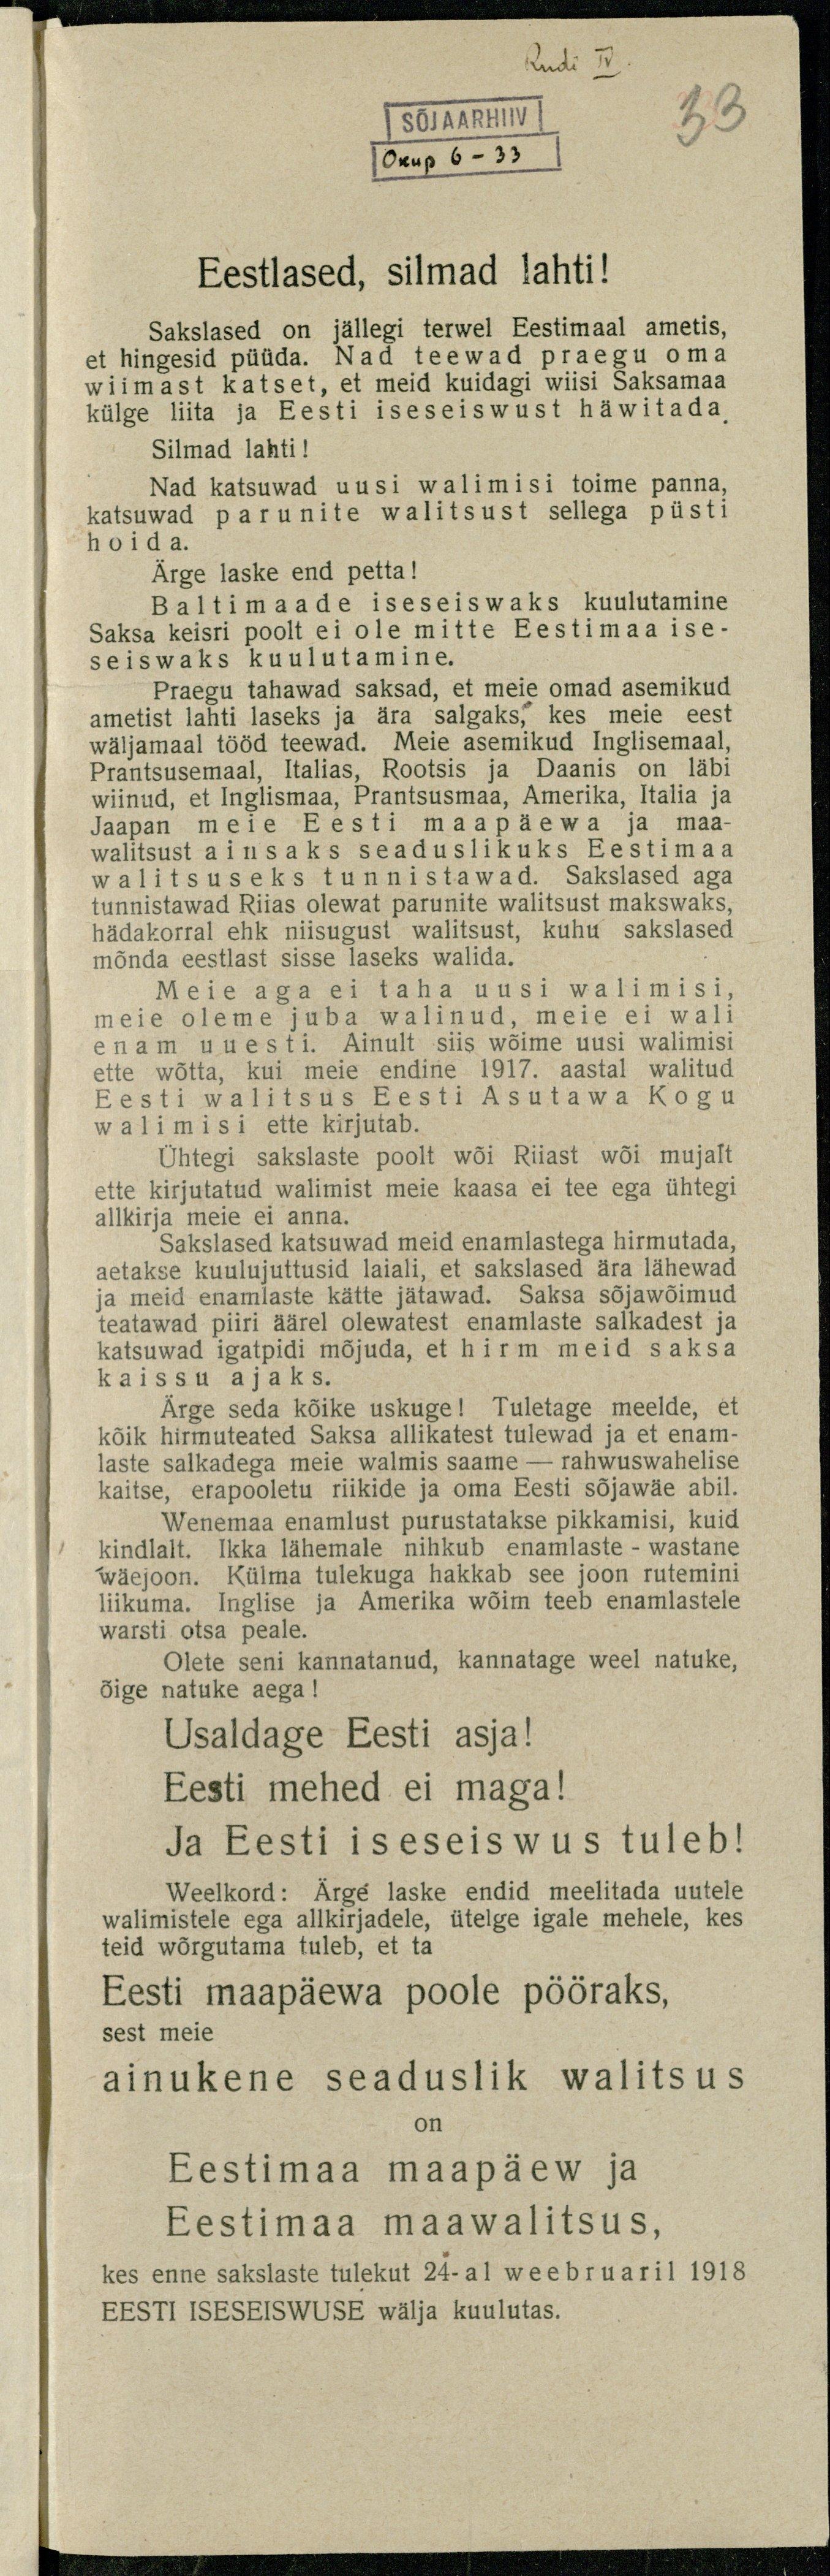 Rudi IV.
33
SÕJAARHIIV
Okup 6 - 33
Eestlased, silmad lahti!
Sakslased on jällegi terwel Eestimaal ametis,
et hingesid püüda. Nad teewad praegu oma
wiimast katset, et meid kuidagi wiisi Saksamaa
külge liita ja Eesti iseseiswust häwitada.
Silmad lahti!
Nad katsuwad uusi walimisi toime panna,
katsuwad parunite walitsust sellega püsti
hoida.
Ärge laske end petta!
Baltimaade iseseiswaks kuulutamine
Saksa keisri poolt ei ole mitte Eestimaa ise-
seiswaks kuulutamine.
Praegu tahawad saksad, et meie omad asemikud
ametist lahti laseks ja ära salgaks, kes meie eest
wäljamaal tööd teewad. Meie asemikud Inglisemaal,
Prantsusemaal, Italias, Rootsis ja Daanis on läbi
wiinud, et Inglismaa, Prantsusmaa, Amerika, Italia ja
Jaapan meie Eesti maapäewa ja maa-
walitsust ainsaks seaduslikuks Eestimaa
walitsuseks tunnistawad. Sakslased aga
tunnistawad Riias olewat parunite walitsust makswaks,
hädakorral ehk niisugust walitsust, kuhu sakslased
mõnda eestlast sisse laseks walida.
Meie aga ei taha uusi walimisi,
meie oleme juba walinud, meie ei wali
enam uuesti. Ainult siis wõime uusi walimisi
ette wõtta, kui meie endine 1917. aastal walitud
Eesti walitsus Eesti Asutawa Kogu
walimisi ette kirjutab.
Ühtegi sakslaste poolt wõi Riiast wõi mujalt
ette kirjutatud walimist meie kaasa ei tee ega ühtegi
allkirja meie ei anna.
Sakslased katsuwad meid enamlastega hirmutada,
aetakse kuulujuttusid laiali, et sakslased ära lähewad
ja meid enamlaste kätte jätawad. Saksa sõjawõimud
teatawad piiri äärel olewatest enamlaste salkadest ja
katsuwad igatpidi mõjuda, et hirm meid saksa
kaissu ajaks.
Ärge seda kõike uskuge! Tuletage meelde, et
kõik hirmuteated Saksa allikatest tulewad ja et enam-
laste salkadega meie walmis saame — rahwuswahelise
kaitse, erapooletu riikide ja oma Eesti sõjawäe abil.
Wenemaa enamlust purustatakse pikkamisi, kuid
kindlalt. Ikka lähemale nihkub enamlaste - wastane
wäejoon. Külma tulekuga hakkab see joon rutemini
liikuma. Inglise ja Amerika wõim teeb enamlastele
warsti otsa peale.
Olete seni kannatanud, kannatage weel natuke,
õige natuke aega!
Usaldage Eesti asja!
Eesti mehed ei maga!
Ja Eesti iseseiswus tuleb!
Weelkord: Ärge laske endid meelitada uutele
walimistele ega allkirjadele, ütelge igale mehele, kes
teid wõrgutama tuleb, et ta
Eesti maapäewa poole pööraks,
sest meie
ainukene seaduslik walitsus
on
Eestimaa maapäew ja
Eestimaa maawalitsus,
kes enne sakslaste tulekut 24-al weebruaril 1918
EESTI ISESEISWUSE wälja kuulutas.